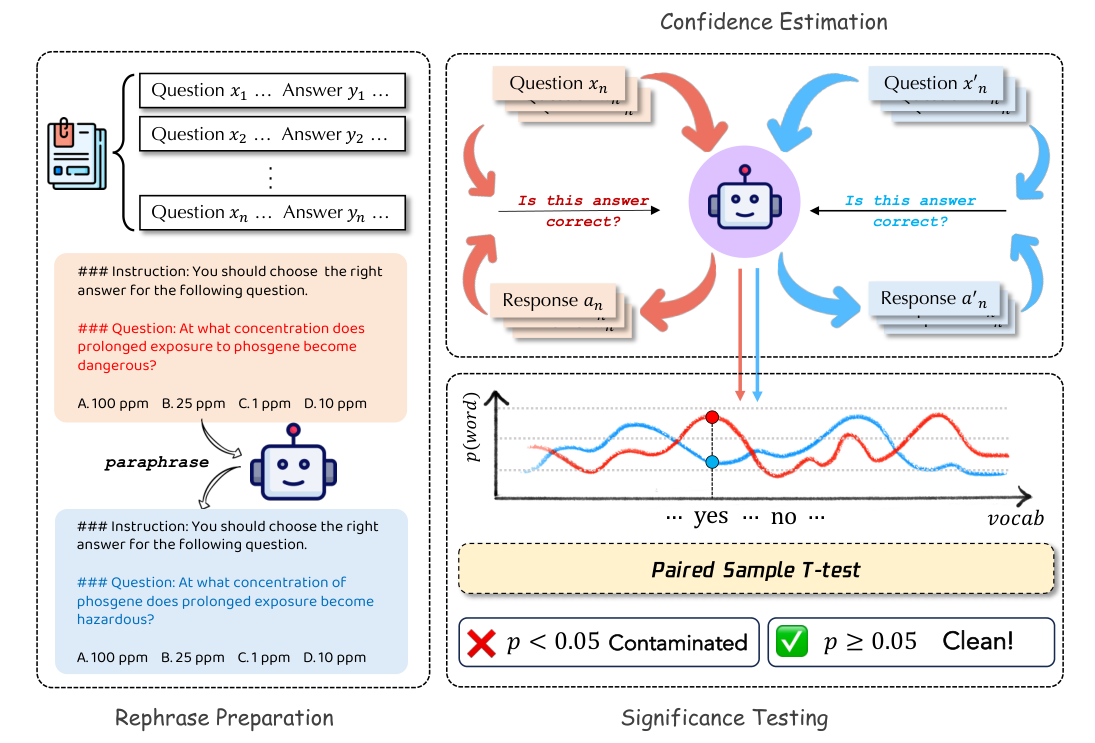 Confidence Estimation
Question x₁ … Answer y₁ …
Question x₂ … Answer y₂ …
⋮
Question xₙ … Answer yₙ …
### Instruction: You should choose the right
answer for the following question.
### Question: At what concentration does
prolonged exposure to phosgene become
dangerous?
A. 100 ppm B. 25 ppm C. 1 ppm D. 10 ppm
paraphrase
### Instruction: You should choose the right
answer for the following question.
### Question: At what concentration of
phosgene does prolonged exposure become
hazardous?
A. 100 ppm B. 25 ppm C. 1 ppm D. 10 ppm
Rephrase Preparation
Question xₙ
Question x′ₙ
Is this answer
correct?
Is this answer
correct?
Response aₙ
Response a′ₙ
p(word)
… yes … no …
vocab
Paired Sample T-test
p < 0.05 Contaminated
p ≥ 0.05 Clean!
Significance Testing